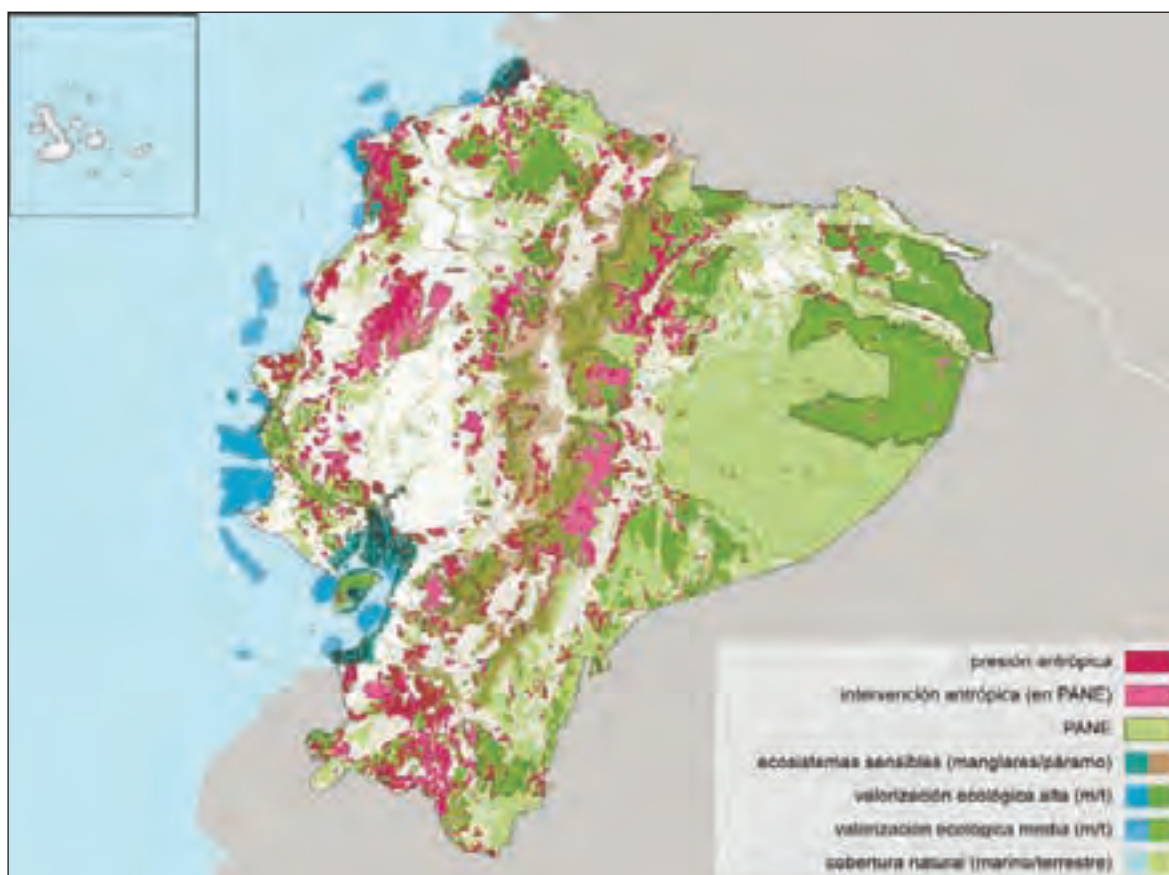 presión antrópica
intervención antrópica (en PANE)
PANE
ecosistemas sensibles (manglares/páramo)
valorización ecológica alta (m/t)
valorización ecológica media (m/t)
cobertura natural (marino/terrestre)